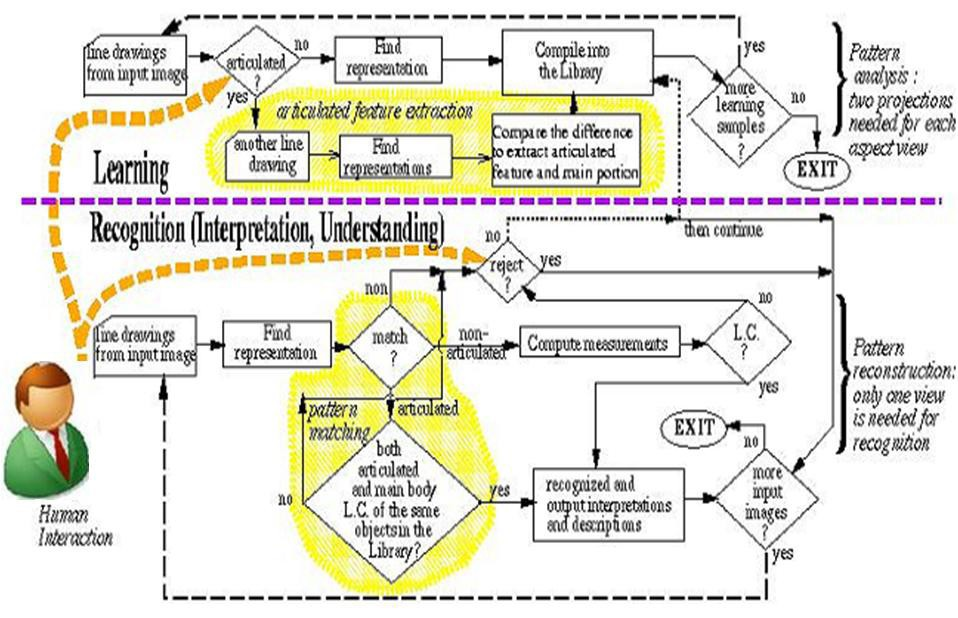 line drawings
from input image
articulated
?
no
yes
Find
representation
Compile into
the Library
yes
more
learning
samples
?
no
EXIT
Pattern
analysis :
two projections
needed for each
aspect view
articulated feature extraction
another line
drawing
Find
representations
Compare the difference
to extract articulated
feature and main portion
Learning
Recognition (Interpretation, Understanding)
no
then continue
reject
?
yes
non
line drawings
from input image
Find
representation
match
?
non-
articulated
Compute measurements
L.C.
?
no
yes
Pattern
reconstruction:
only one view
is needed for
recognition
pattern
matching
articulated
both
articulated
and main body
L.C. of the same
objects in the
Library ?
no
yes
recognized and
output interpretations
and descriptions
EXIT
no
more
input
images
?
yes
Human
Interaction